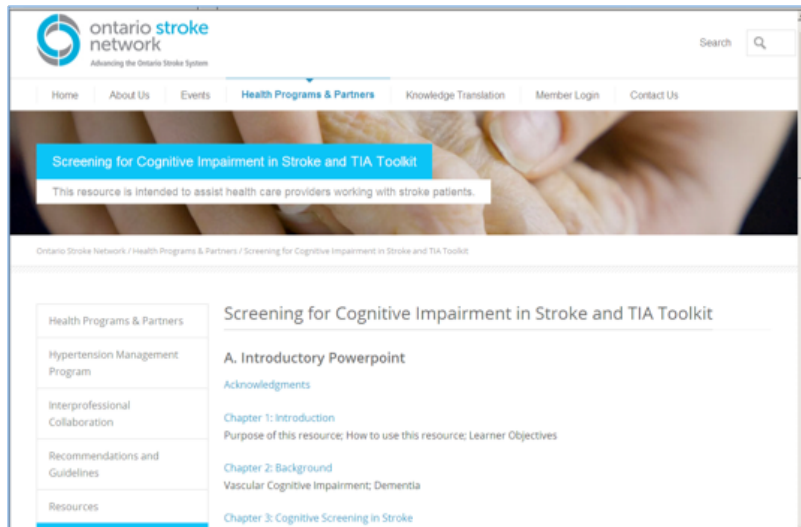 ontario stroke
network
Advancing the Ontario Stroke System
Search
Home About Us Events Health Programs & Partners Knowledge Translation Member Login Contact Us
Screening for Cognitive Impairment in Stroke and TIA Toolkit
This resource is intended to assist health care providers working with stroke patients.
Ontario Stroke Network / Health Programs & Partners / Screening for Cognitive Impairment in Stroke and TIA Toolkit
Health Programs & Partners
Hypertension Management
Program
Interprofessional
Collaboration
Recommendations and
Guidelines
Resources
Screening for Cognitive Impairment in Stroke and TIA Toolkit
A. Introductory Powerpoint
Acknowledgments
Chapter 1: Introduction
Purpose of this resource; How to use this resource; Learner Objectives
Chapter 2: Background
Vascular Cognitive Impairment; Dementia
Chapter 3: Cognitive Screening in Stroke